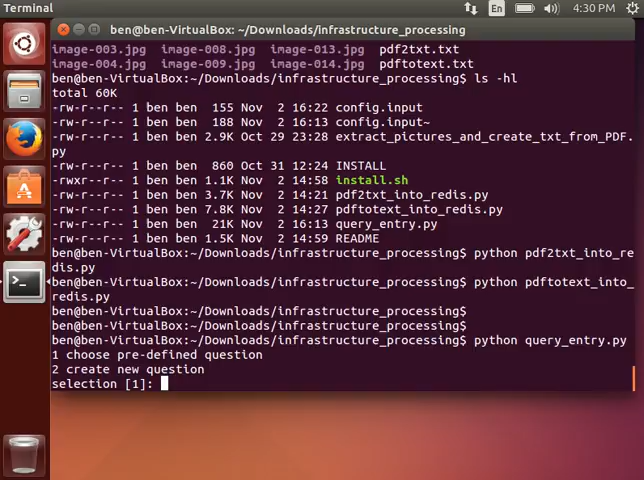 Terminal
En
4:30 PM
ben@ben-VirtualBox: ~/Downloads/infrastructure_processing
image-003.jpg  image-008.jpg  image-013.jpg  pdf2txt.txt
image-004.jpg  image-009.jpg  image-014.jpg  pdftotext.txt
ben@ben-VirtualBox:~/Downloads/infrastructure_processing$ ls -hl
total 60K
-rw-r--r-- 1 ben ben  155 Nov  2 16:22 config.input
-rw-r--r-- 1 ben ben  188 Nov  2 16:13 config.input~
-rw-r--r-- 1 ben ben 2.9K Oct 29 23:28 extract_pictures_and_create_txt_from_PDF.
py
-rw-r--r-- 1 ben ben  860 Oct 31 12:24 INSTALL
-rwxr--r-- 1 ben ben 1.1K Nov  2 14:58 install.sh
-rw-r--r-- 1 ben ben 3.7K Nov  2 14:21 pdf2txt_into_redis.py
-rw-r--r-- 1 ben ben 7.8K Nov  2 14:27 pdftotext_into_redis.py
-rw-r--r-- 1 ben ben  21K Nov  2 16:13 query_entry.py
-rw-r--r-- 1 ben ben 1.5K Nov  2 14:59 README
ben@ben-VirtualBox:~/Downloads/infrastructure_processing$ python pdf2txt_into_re
dis.py
ben@ben-VirtualBox:~/Downloads/infrastructure_processing$ python pdftotext_into_
redis.py
ben@ben-VirtualBox:~/Downloads/infrastructure_processing$
ben@ben-VirtualBox:~/Downloads/infrastructure_processing$
ben@ben-VirtualBox:~/Downloads/infrastructure_processing$ python query_entry.py
1 choose pre-defined question
2 create new question
selection [1]: